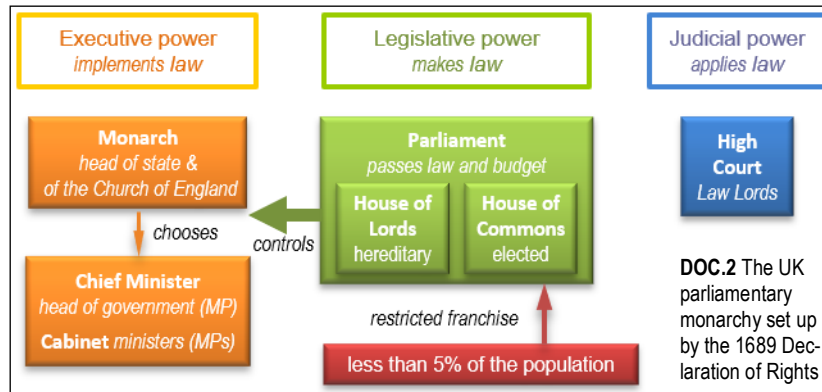 Executive power
implements law
Legislative power
makes law
Judicial power
applies law
Monarch
head of state &
of the Church of England
chooses
Chief Minister
head of government (MP)
Cabinet ministers (MPs)
controls
Parliament
passes law and budget
House of
Lords
hereditary
House of
Commons
elected
restricted franchise
less than 5% of the population
High
Court
Law Lords
DOC.2 The UK
parliamentary
monarchy set up
by the 1689 Dec-
laration of Rights